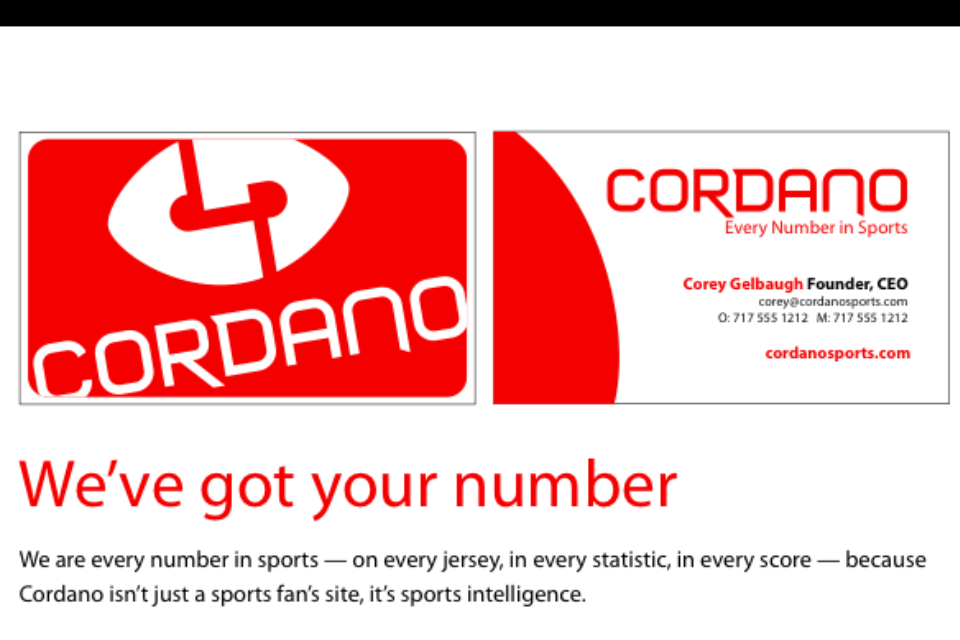 CORDANO
CORDANO
Every Number in Sports
Corey Gelbaugh Founder, CEO
corey@cordanosports.com
O: 717 555 1212 M: 717 555 1212
cordanosports.com
We’ve got your number
We are every number in sports — on every jersey, in every statistic, in every score — because
Cordano isn’t just a sports fan’s site, it’s sports intelligence.